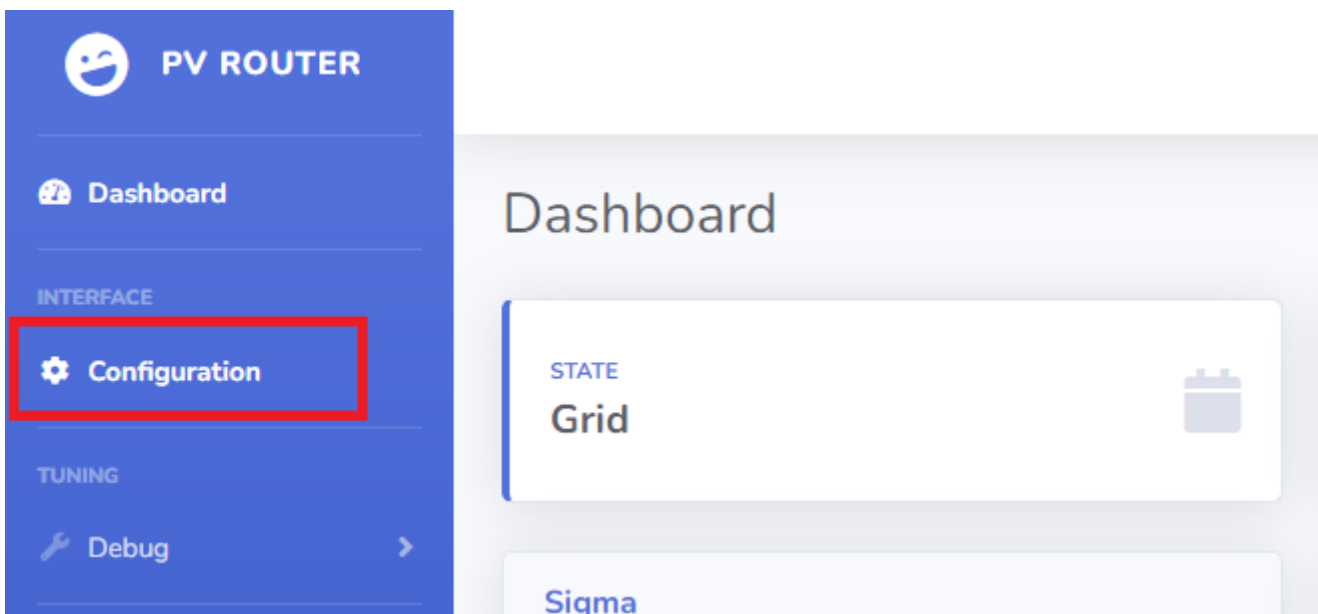 PV ROUTER
Dashboard
INTERFACE
Configuration
TUNING
Debug
Dashboard
STATE
Grid
Sigma